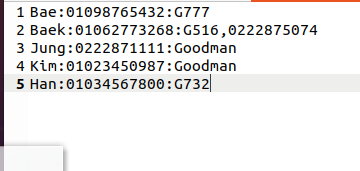 1 Bae:01098765432:G777
2 Baek:01062773268:G516,0222875074
3 Jung:0222871111:Goodman
4 Kim:01023450987:Goodman
5 Han:01034567800:G732